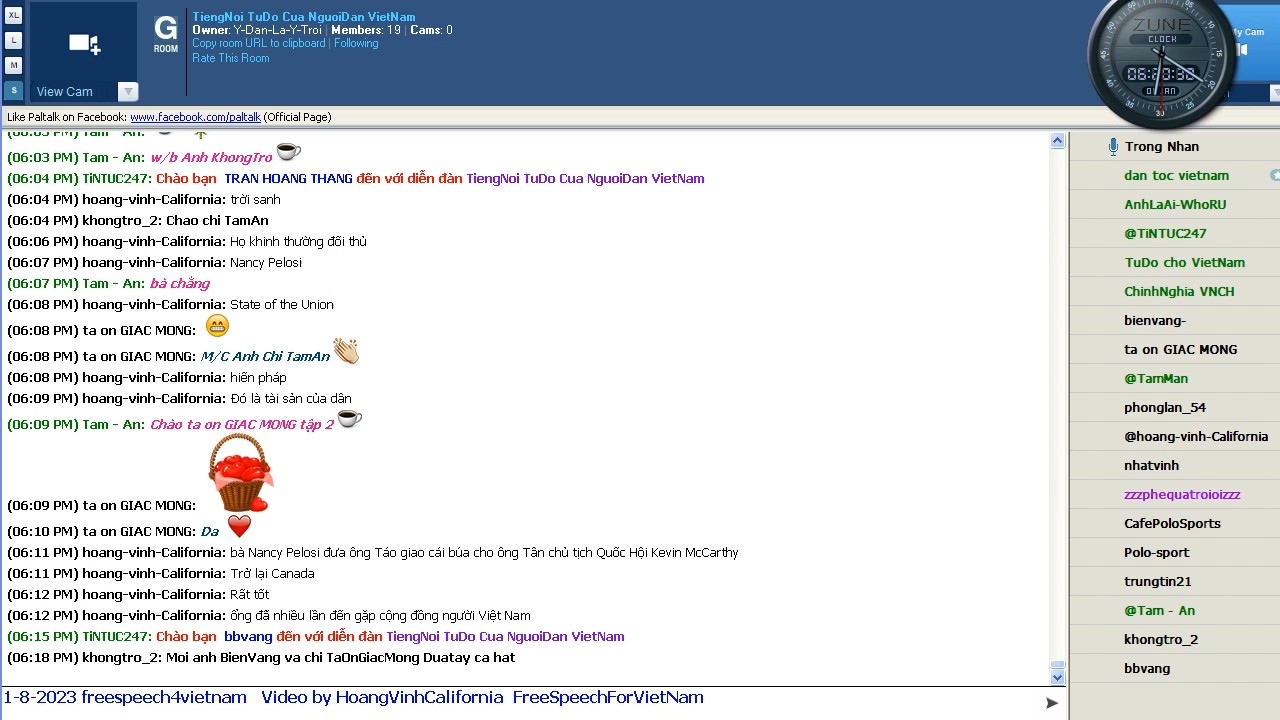 XL
L
M
S
View Cam
G
ROOM
TiengNoi TuDo Cua NguoiDan VietNam
Owner: Y-Dan-La-Y-Troi | Members: 19 | Cams: 0
Copy room URL to clipboard | Following
Rate This Room
ZUNE
CLOCK
My Cam
Like Paltalk on Facebook: www.facebook.com/paltalk (Official Page)
(06:03 PM) Tam - An:
(06:03 PM) Tam - An: w/b Anh KhongTro
(06:04 PM) TiNTUC247: Chào bạn TRAN HOANG THANG đến với diễn đàn TiengNoi TuDo Cua NguoiDan VietNam
(06:04 PM) hoang-vinh-California: trời sanh
(06:04 PM) khongtro_2: Chao chi TamAn
(06:06 PM) hoang-vinh-California: Họ khinh thường đối thủ
(06:07 PM) hoang-vinh-California: Nancy Pelosi
(06:07 PM) Tam - An: bà chằng
(06:08 PM) hoang-vinh-California: State of the Union
(06:08 PM) ta on GIAC MONG:
(06:08 PM) ta on GIAC MONG: M/C Anh Chi TamAn
(06:08 PM) hoang-vinh-California: hiến pháp
(06:09 PM) hoang-vinh-California: Đó là tài sản của dân
(06:09 PM) Tam - An: Chào ta on GIAC MONG tập 2
(06:09 PM) ta on GIAC MONG:
(06:10 PM) ta on GIAC MONG: Da
(06:11 PM) hoang-vinh-California: bà Nancy Pelosi đưa ông Táo giao cái búa cho ông Tân chủ tịch Quốc Hội Kevin McCarthy
(06:11 PM) hoang-vinh-California: Trở lại Canada
(06:12 PM) hoang-vinh-California: Rất tốt
(06:12 PM) hoang-vinh-California: ổng đã nhiều lần đến gặp cộng đồng người Việt Nam
(06:15 PM) TiNTUC247: Chào bạn bbvang đến với diễn đàn TiengNoi TuDo Cua NguoiDan VietNam
(06:18 PM) khongtro_2: Moi anh BienVang va chi TaOnGiacMong Duatay ca hat
1-8-2023 freespeech4vietnam Video by HoangVinhCalifornia FreeSpeechForVietNam
Trong Nhan
dan toc vietnam
AnhLaAi-WhoRU
@TiNTUC247
TuDo cho VietNam
ChinhNghia VNCH
bienvang-
ta on GIAC MONG
@TamMan
phonglan_54
@hoang-vinh-California
nhatvinh
zzzphequatroioizzz
CafePoloSports
Polo-sport
trungtin21
@Tam - An
khongtro_2
bbvang